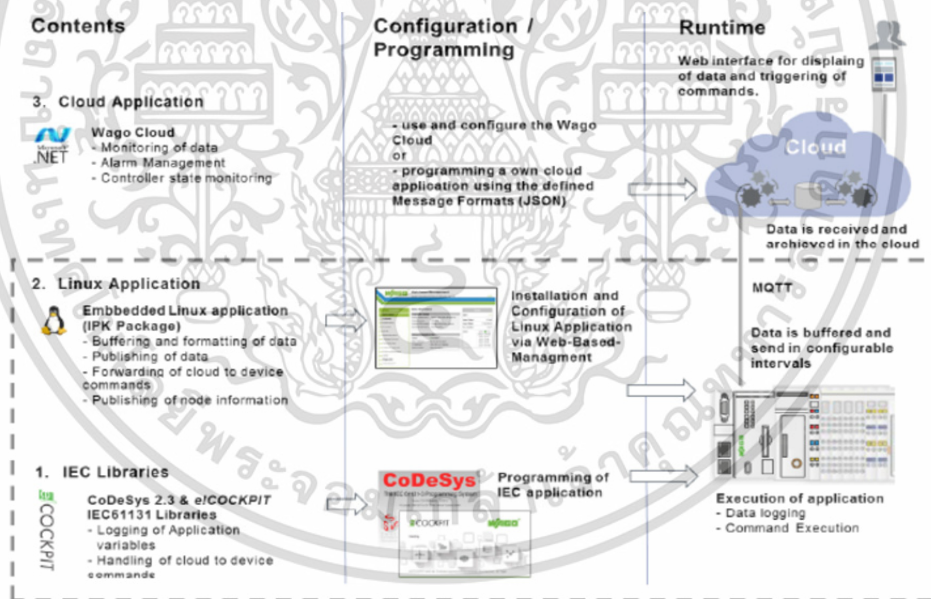 Contents
Configuration /
Programming
Runtime
Web interface for displaing
of data and triggering of
commands.
3. Cloud Application
Microsoft
.NET
Wago Cloud
- Monitoring of data
- Alarm Management
- Controller state monitoring
- use and configure the Wago
Cloud
or
- programming a own cloud
application using the defined
Message Formats (JSON)
Cloud
Data is received and
archieved in the cloud
2. Linux Application
Embbedded Linux application
(IPK Package)
- Buffering and formatting of data
- Publishing of data
- Forwarding of cloud to device
commands
- Publishing of node information
WAGO
Installation and
Configuration of
Linux Application
via Web-Based-
Managment
MQTT
Data is buffered and
send in configurable
intervals
1. IEC Libraries
e!COCKPIT
CoDeSys 2.3 & e!COCKPIT
IEC61131 Libraries
- Logging of Application
variables
- Handling of cloud to device
commands
CoDeSys
e!COCKPIT
WAGO
Programming of
IEC application
Execution of application
- Data logging
- Command Execution